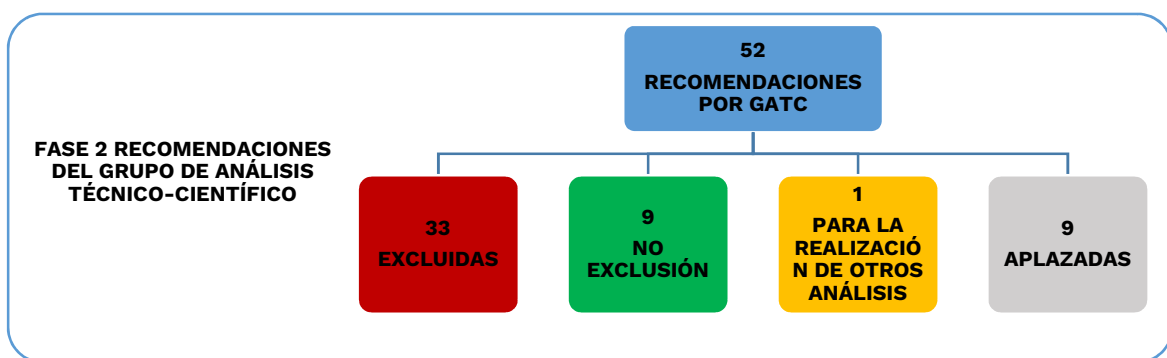 52
RECOMENDACIONES
POR GATC
FASE 2 RECOMENDACIONES
DEL GRUPO DE ANÁLISIS
TÉCNICO-CIENTÍFICO
33
EXCLUIDAS
9
NO
EXCLUSIÓN
1
PARA LA
REALIZACIÓ
N DE OTROS
ANÁLISIS
9
APLAZADAS